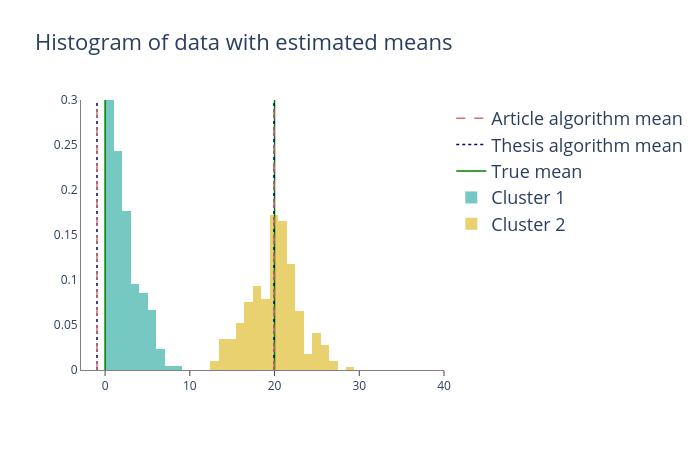 Histogram of data with estimated means
0.3
0.25
0.2
0.15
0.1
0.05
0
0 10 20 30 40
Article algorithm mean
Thesis algorithm mean
True mean
Cluster 1
Cluster 2